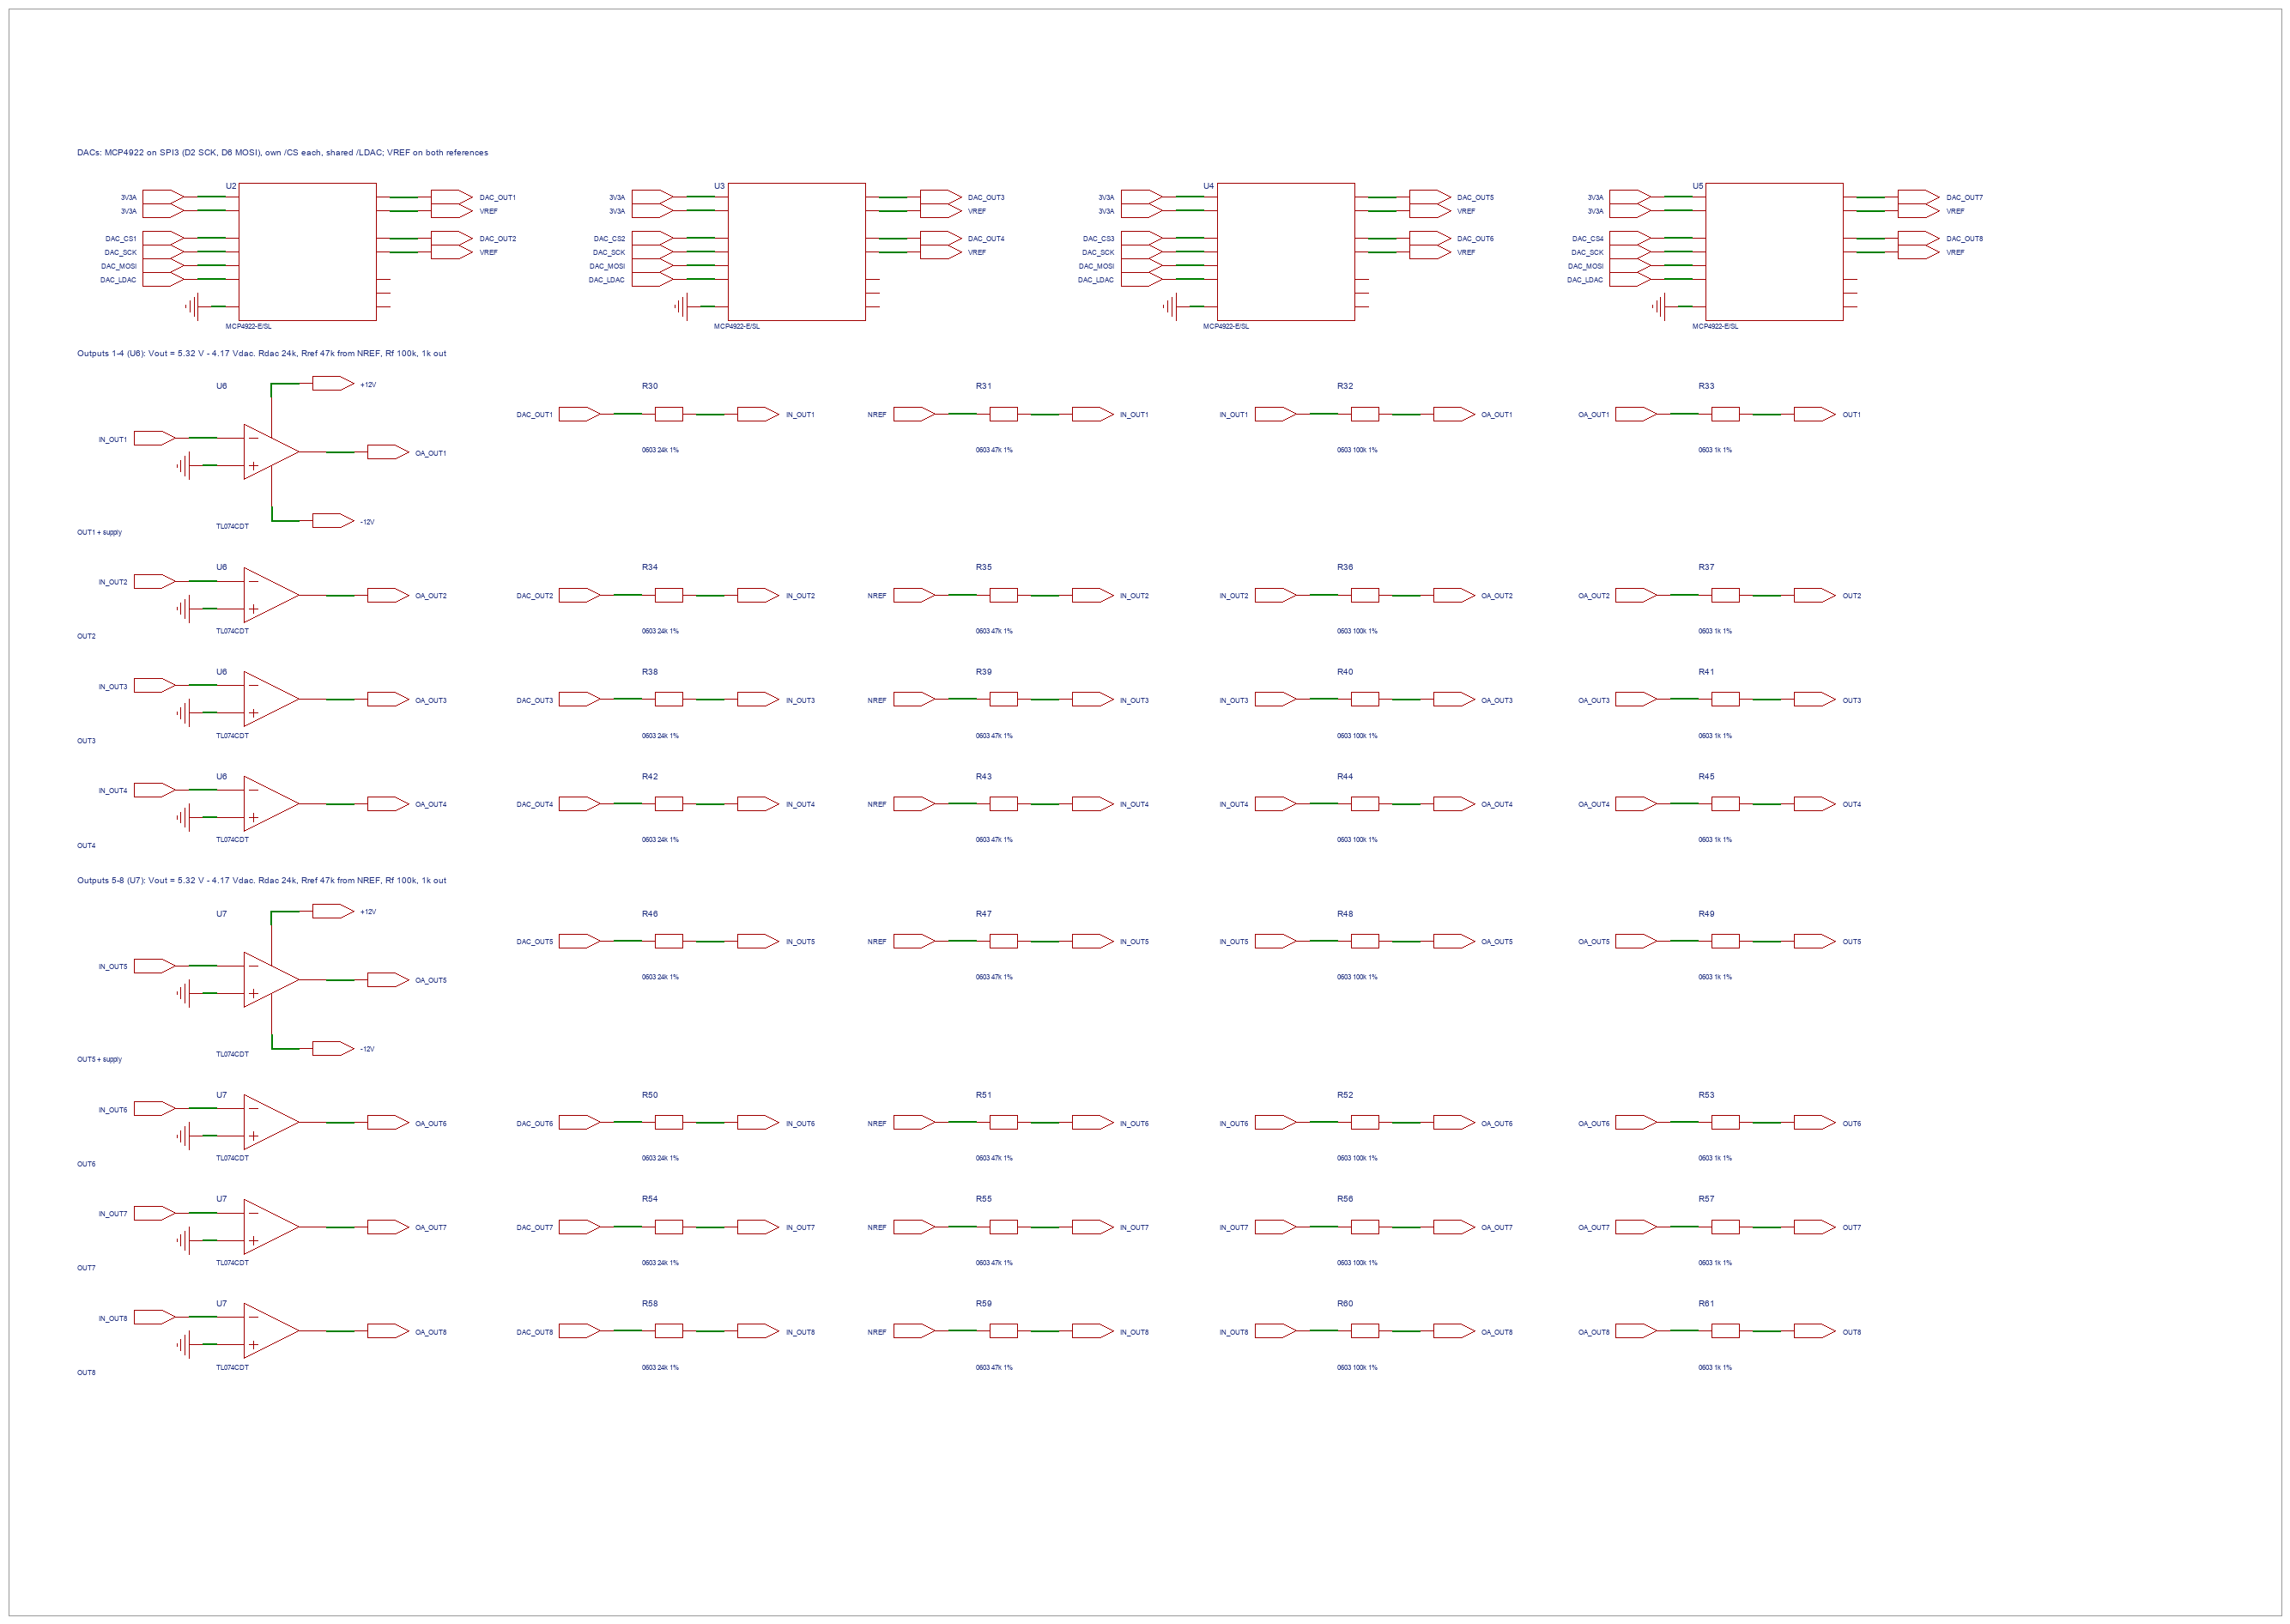 DACs: MCP4922 on SPI3 (D2 SCK, D6 MOSI), own /CS each, shared /LDAC; VREF on both references
U2 U3 U4 U5
3V3A DAC_OUT1 3V3A DAC_OUT3 3V3A DAC_OUT5 3V3A DAC_OUT7
3V3A VREF 3V3A VREF 3V3A VREF 3V3A VREF
DAC_CS1 DAC_OUT2 DAC_CS2 DAC_OUT4 DAC_CS3 DAC_OUT6 DAC_CS4 DAC_OUT8
DAC_SCK VREF DAC_SCK VREF DAC_SCK VREF DAC_SCK VREF
DAC_MOSI DAC_MOSI DAC_MOSI DAC_MOSI
DAC_LDAC DAC_LDAC DAC_LDAC DAC_LDAC
MCP4922-E/SL MCP4922-E/SL MCP4922-E/SL MCP4922-E/SL
Outputs 1-4 (U6): Vout = 5.32 V - 4.17 Vdac. Rdac 24k, Rref 47k from NREF, Rf 100k, 1k out
U6 +12V R30 R31 R32 R33
DAC_OUT1 IN_OUT1 NREF IN_OUT1 IN_OUT1 OA_OUT1 OA_OUT1 OUT1
IN_OUT1 - + OA_OUT1 0603 24k 1% 0603 47k 1% 0603 100k 1% 0603 1k 1%
TL074CDT -12V
OUT1 + supply
U6 R34 R35 R36 R37
IN_OUT2 - + OA_OUT2 DAC_OUT2 IN_OUT2 NREF IN_OUT2 IN_OUT2 OA_OUT2 OA_OUT2 OUT2
TL074CDT 0603 24k 1% 0603 47k 1% 0603 100k 1% 0603 1k 1%
OUT2
U6 R38 R39 R40 R41
IN_OUT3 - + OA_OUT3 DAC_OUT3 IN_OUT3 NREF IN_OUT3 IN_OUT3 OA_OUT3 OA_OUT3 OUT3
TL074CDT 0603 24k 1% 0603 47k 1% 0603 100k 1% 0603 1k 1%
OUT3
U6 R42 R43 R44 R45
IN_OUT4 - + OA_OUT4 DAC_OUT4 IN_OUT4 NREF IN_OUT4 IN_OUT4 OA_OUT4 OA_OUT4 OUT4
TL074CDT 0603 24k 1% 0603 47k 1% 0603 100k 1% 0603 1k 1%
OUT4
Outputs 5-8 (U7): Vout = 5.32 V - 4.17 Vdac. Rdac 24k, Rref 47k from NREF, Rf 100k, 1k out
U7 +12V R46 R47 R48 R49
DAC_OUT5 IN_OUT5 NREF IN_OUT5 IN_OUT5 OA_OUT5 OA_OUT5 OUT5
IN_OUT5 - + OA_OUT5 0603 24k 1% 0603 47k 1% 0603 100k 1% 0603 1k 1%
TL074CDT -12V
OUT5 + supply
U7 R50 R51 R52 R53
IN_OUT6 - + OA_OUT6 DAC_OUT6 IN_OUT6 NREF IN_OUT6 IN_OUT6 OA_OUT6 OA_OUT6 OUT6
TL074CDT 0603 24k 1% 0603 47k 1% 0603 100k 1% 0603 1k 1%
OUT6
U7 R54 R55 R56 R57
IN_OUT7 - + OA_OUT7 DAC_OUT7 IN_OUT7 NREF IN_OUT7 IN_OUT7 OA_OUT7 OA_OUT7 OUT7
TL074CDT 0603 24k 1% 0603 47k 1% 0603 100k 1% 0603 1k 1%
OUT7
U7 R58 R59 R60 R61
IN_OUT8 - + OA_OUT8 DAC_OUT8 IN_OUT8 NREF IN_OUT8 IN_OUT8 OA_OUT8 OA_OUT8 OUT8
TL074CDT 0603 24k 1% 0603 47k 1% 0603 100k 1% 0603 1k 1%
OUT8